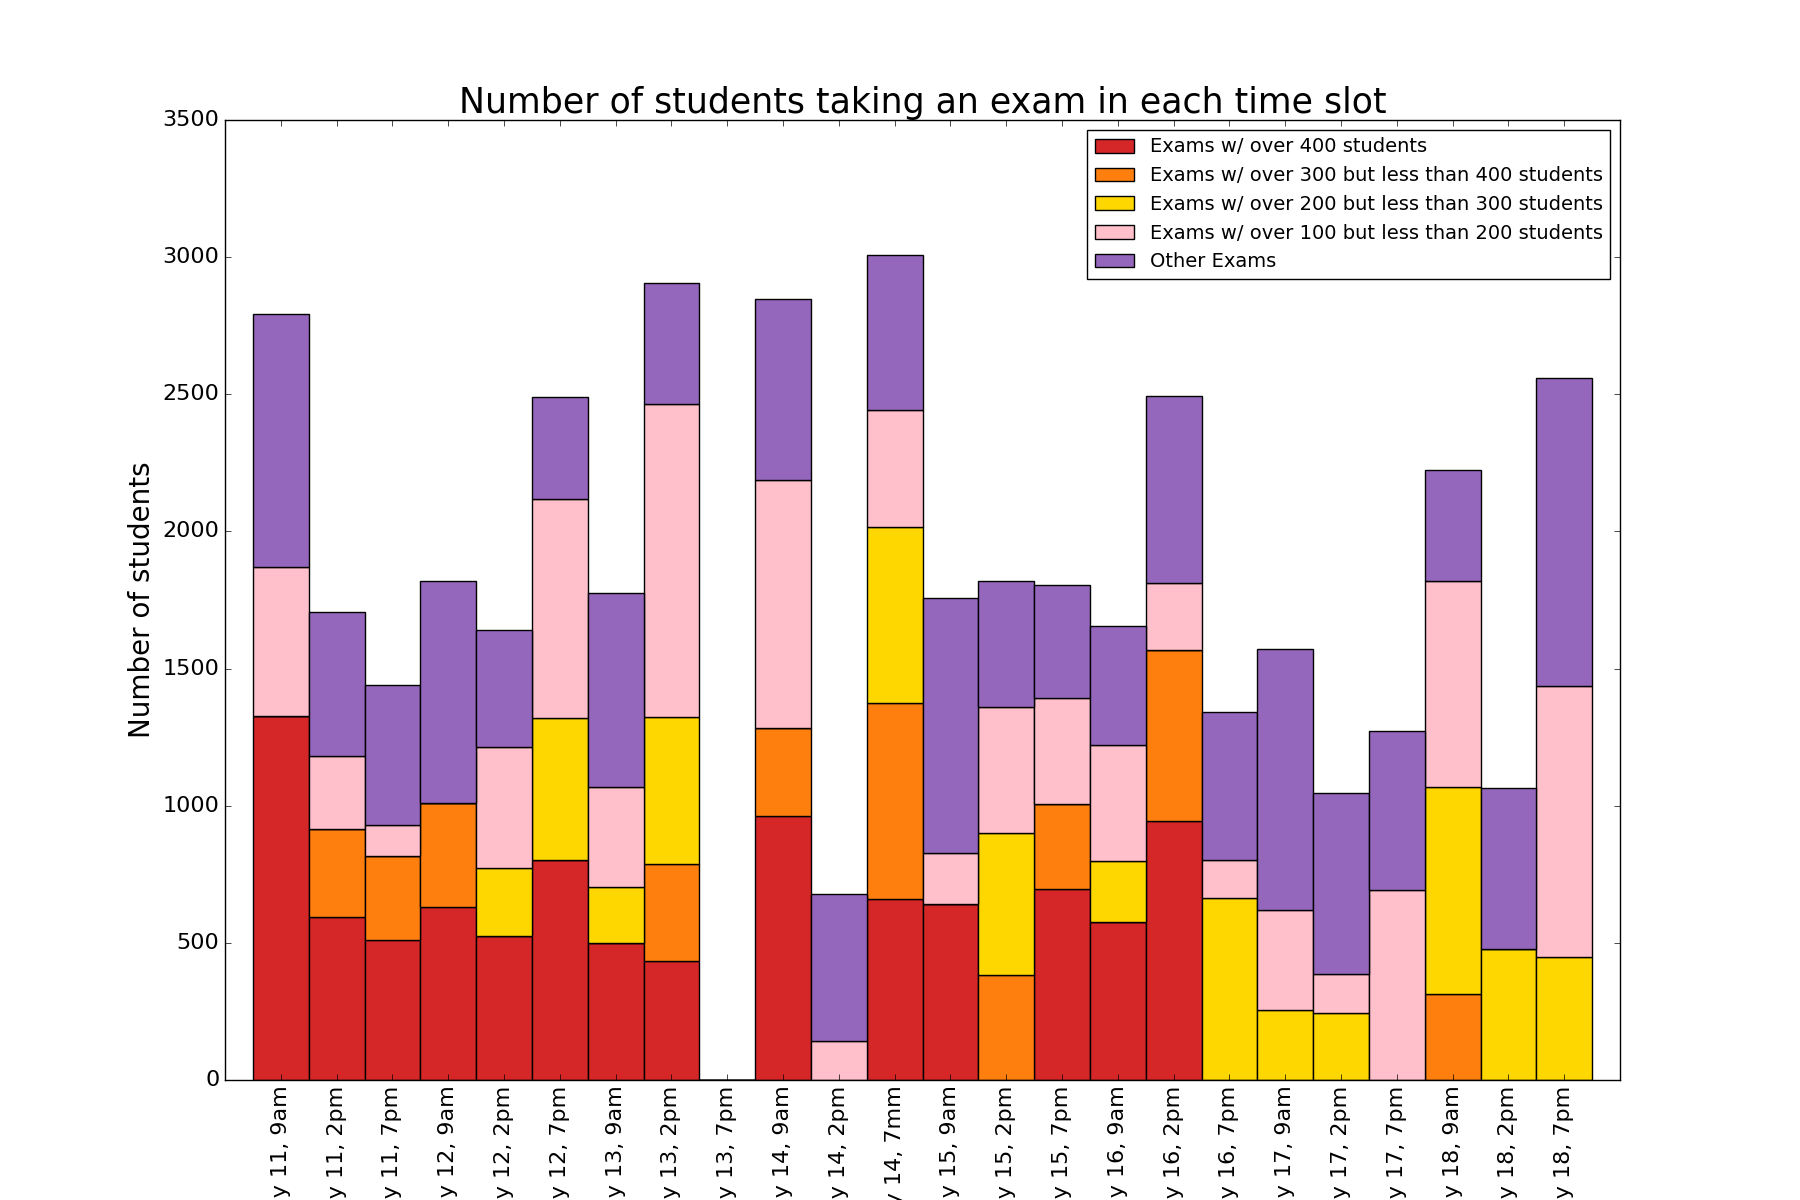 Number of students taking an exam in each time slot
3500
3000
2500
2000
1500
1000
500
0
Number of students
Exams w/ over 400 students
Exams w/ over 300 but less than 400 students
Exams w/ over 200 but less than 300 students
Exams w/ over 100 but less than 200 students
Other Exams
y 11, 9am
y 11, 2pm
y 11, 7pm
y 12, 9am
y 12, 2pm
y 12, 7pm
y 13, 9am
y 13, 2pm
y 13, 7pm
y 14, 9am
y 14, 2pm
y 14, 7mm
y 15, 9am
y 15, 2pm
y 15, 7pm
y 16, 9am
y 16, 2pm
y 16, 7pm
y 17, 9am
y 17, 2pm
y 17, 7pm
y 18, 9am
y 18, 2pm
y 18, 7pm